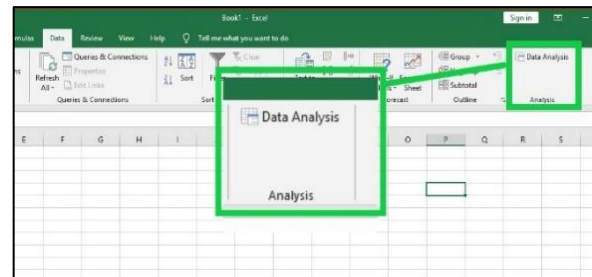 Book1 - Excel
Sign in
mulas Data Review View Help Tell me what you want to do
Refresh All
Queries & Connections
Properties
Edit Links
Queries & Connections
Sort
Clear
Sheet
Group
Subtotal
Outline
Data Analysis
Analysis
Data Analysis
Analysis
E F G H I O P Q R S